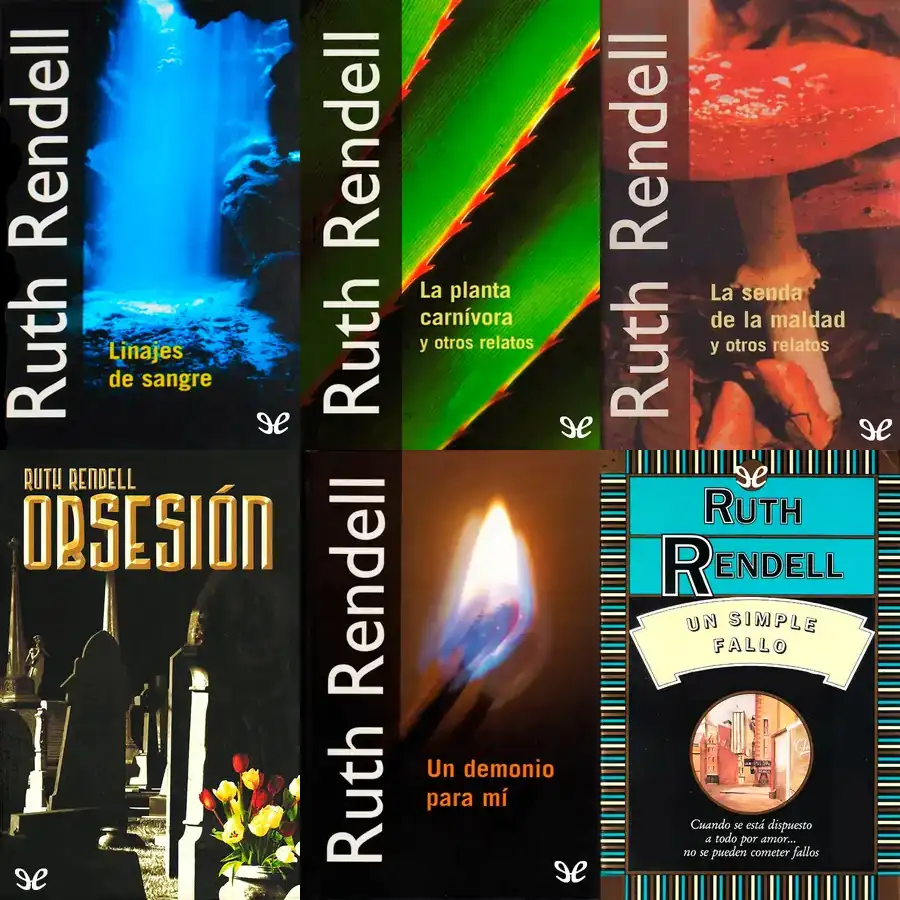 Ruth Rendell
Linajes
de sangre
Ruth Rendell
La planta
carnívora
y otros relatos
Ruth Rendell
La senda
de la maldad
y otros relatos
RUTH RENDELL
OBSESIÓN
Ruth Rendell
Un demonio
para mí
RUTH
RENDELL
UN SIMPLE
FALLO
Cuando se está dispuesto
a todo por amor...
no se pueden cometer fallos